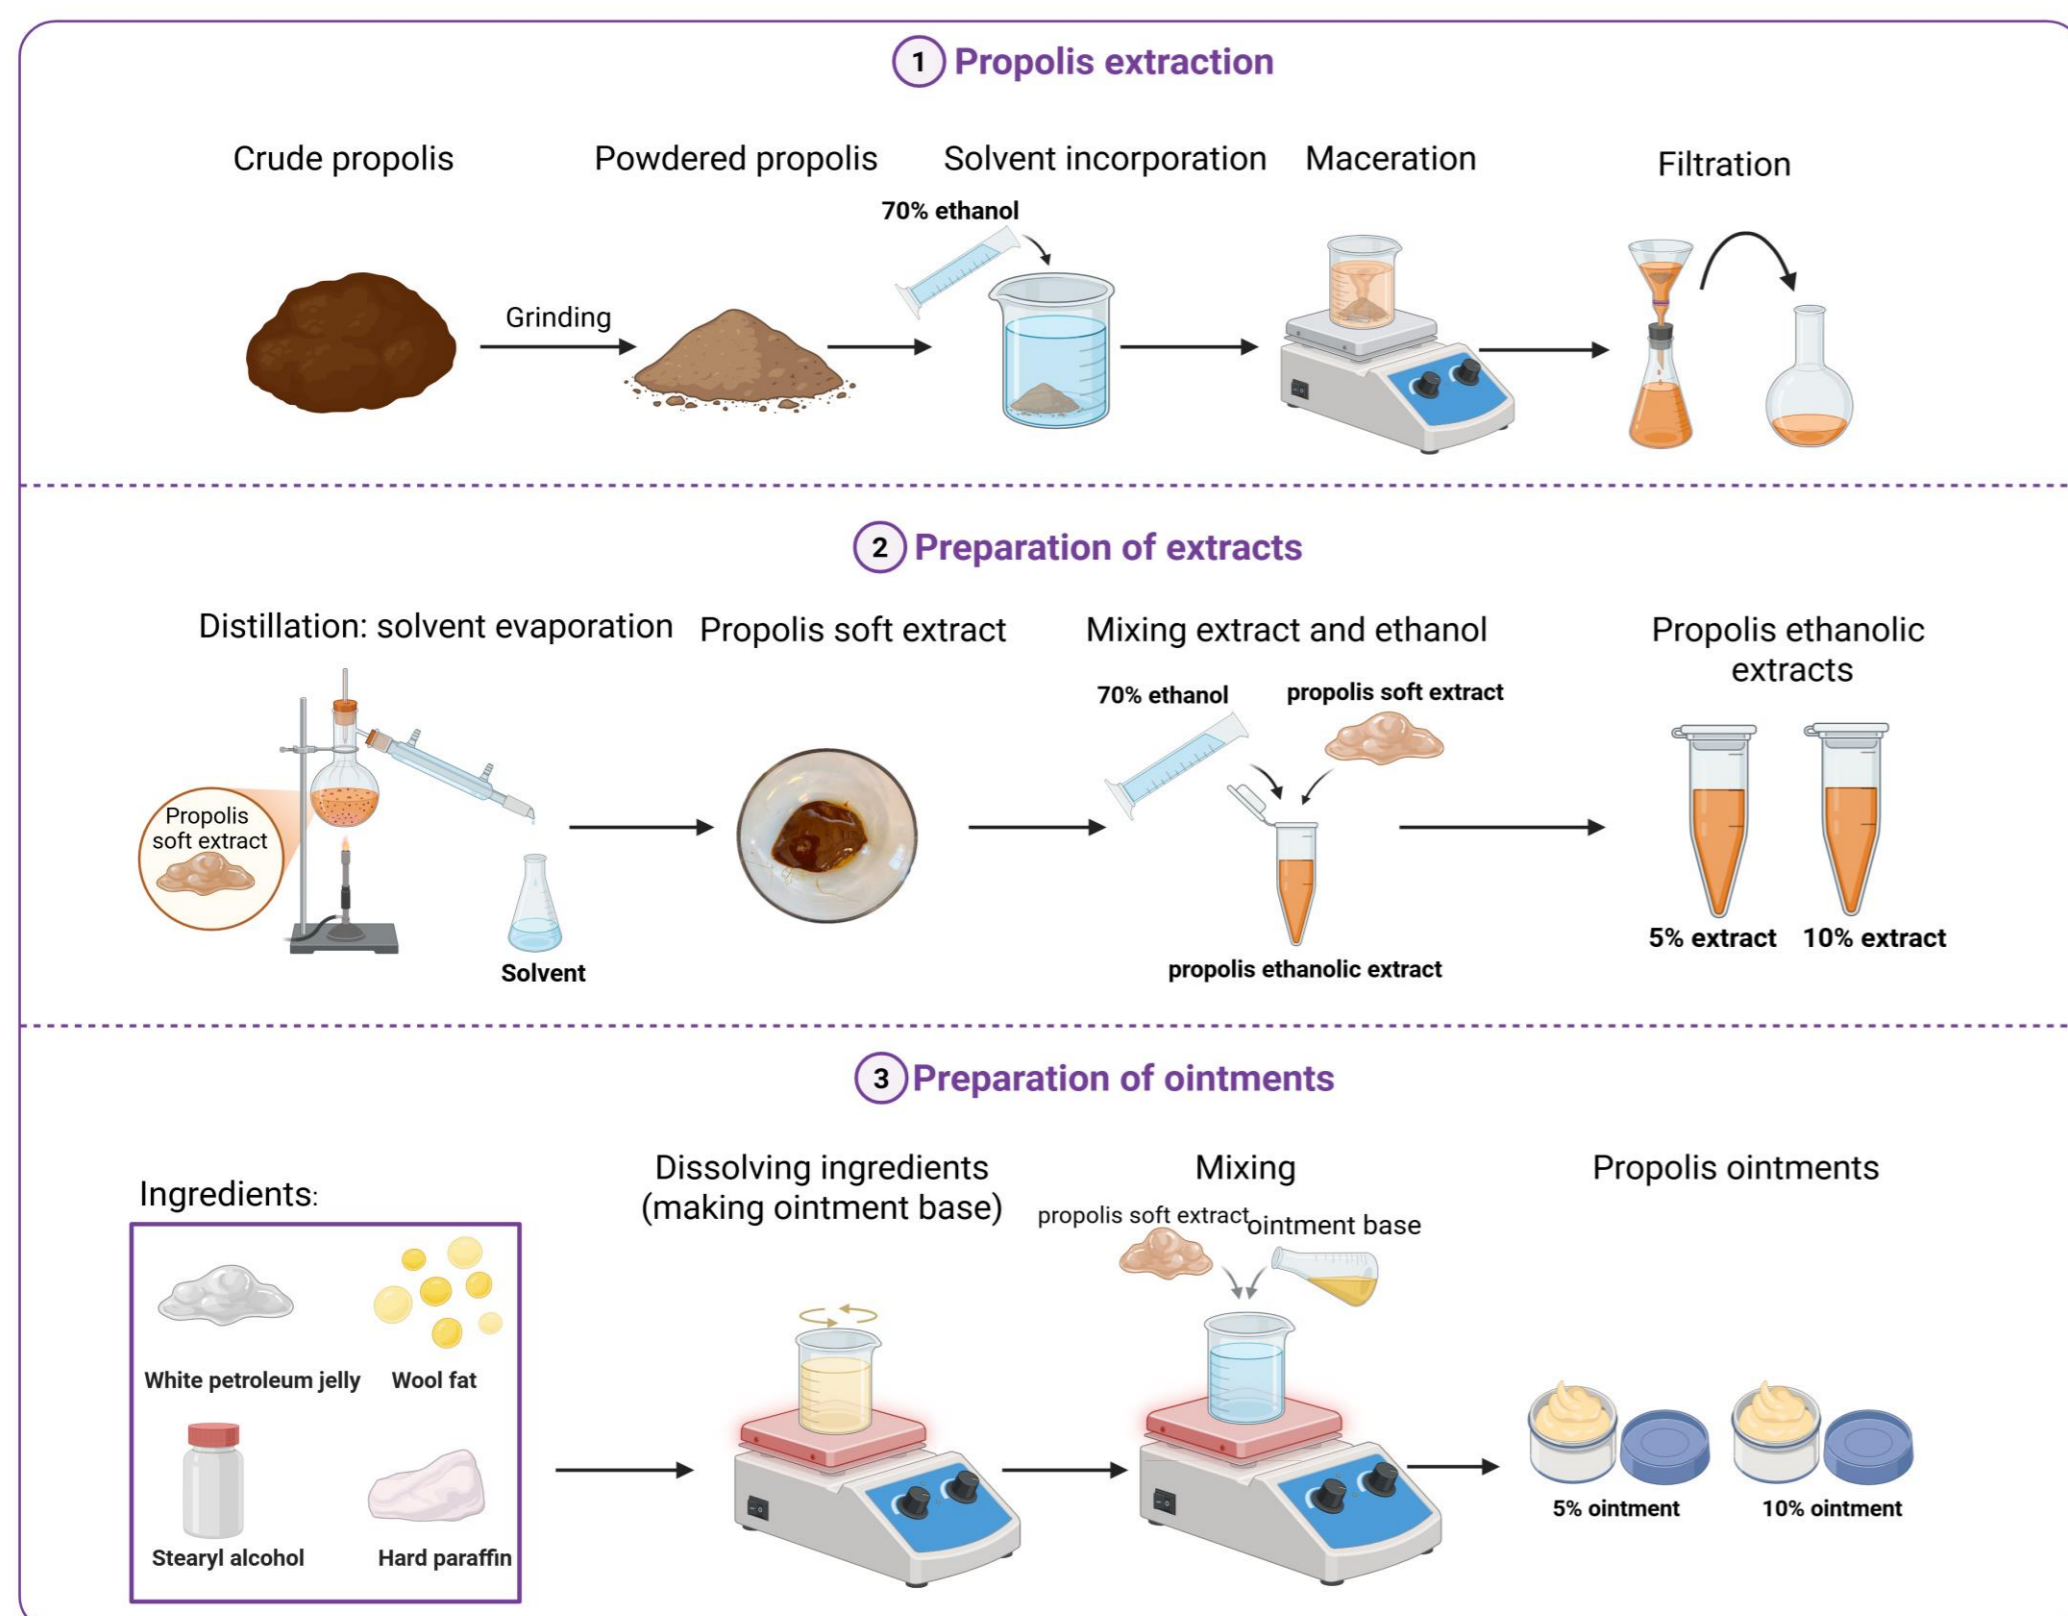 1 Propolis extraction
Crude propolis
Powdered propolis
Solvent incorporation
Maceration
Filtration
70% ethanol
Grinding
2 Preparation of extracts
Distillation: solvent evaporation
Propolis soft extract
Mixing extract and ethanol
Propolis ethanolic
extracts
70% ethanol
propolis soft extract
Propolis
soft extract
Solvent
propolis ethanolic extract
5% extract
10% extract
3 Preparation of ointments
Ingredients:
White petroleum jelly
Wool fat
Stearyl alcohol
Hard paraffin
Dissolving ingredients
(making ointment base)
Mixing
propolis soft extract
ointment base
Propolis ointments
5% ointment
10% ointment